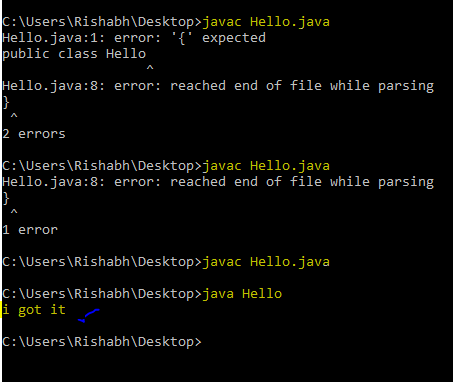 C:\Users\Rishabh\Desktop>javac Hello.java
Hello.java:1: error: '{' expected
public class Hello
^
Hello.java:8: error: reached end of file while parsing
}
^
2 errors
C:\Users\Rishabh\Desktop>javac Hello.java
Hello.java:8: error: reached end of file while parsing
}
^
1 error
C:\Users\Rishabh\Desktop>javac Hello.java
C:\Users\Rishabh\Desktop>java Hello
i got it
C:\Users\Rishabh\Desktop>